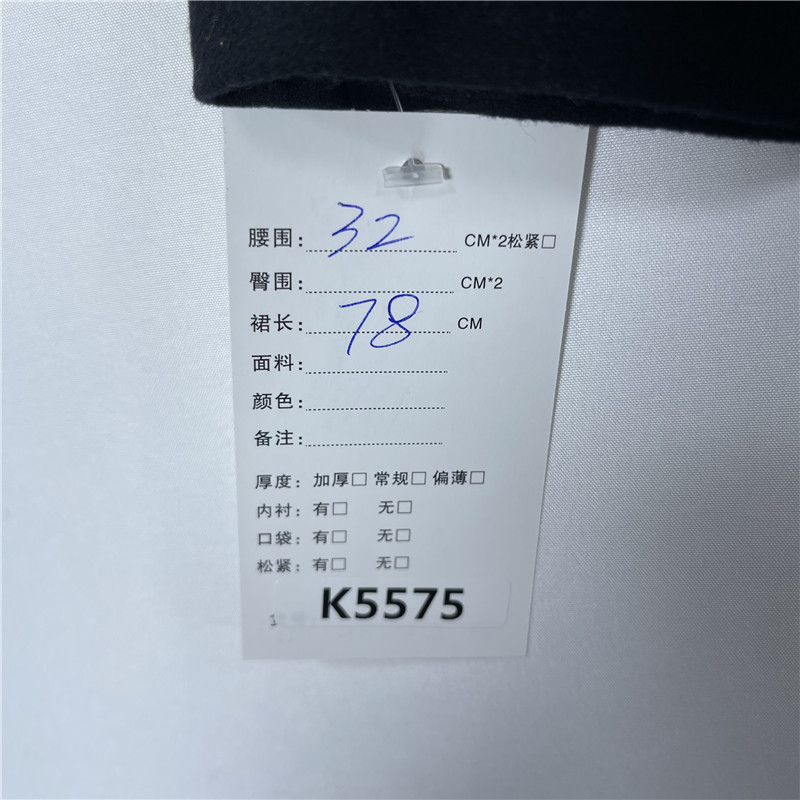 腰围: 32 CM*2松紧□
臀围: CM*2
裙长: 78 CM
面料:
颜色:
备注:
厚度: 加厚□ 常规□ 偏薄□
内衬: 有□ 无□
口袋: 有□ 无□
松紧: 有□ 无□
K5575